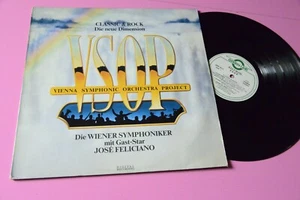 CLASSIC & ROCK
Die neue Dimension
VSOP
VIENNA SYMPHONIC ORCHESTRA PROJECT
Die WIENER SYMPHONIKER
mit Gast-Star
JOSÉ FELICIANO